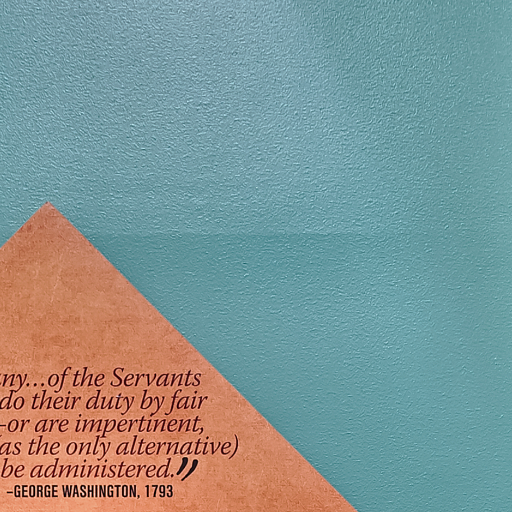 ny...of the Servants
do their duty by fair
-or are impertinent,
(as the only alternative)
be administered.”
–GEORGE WASHINGTON, 1793